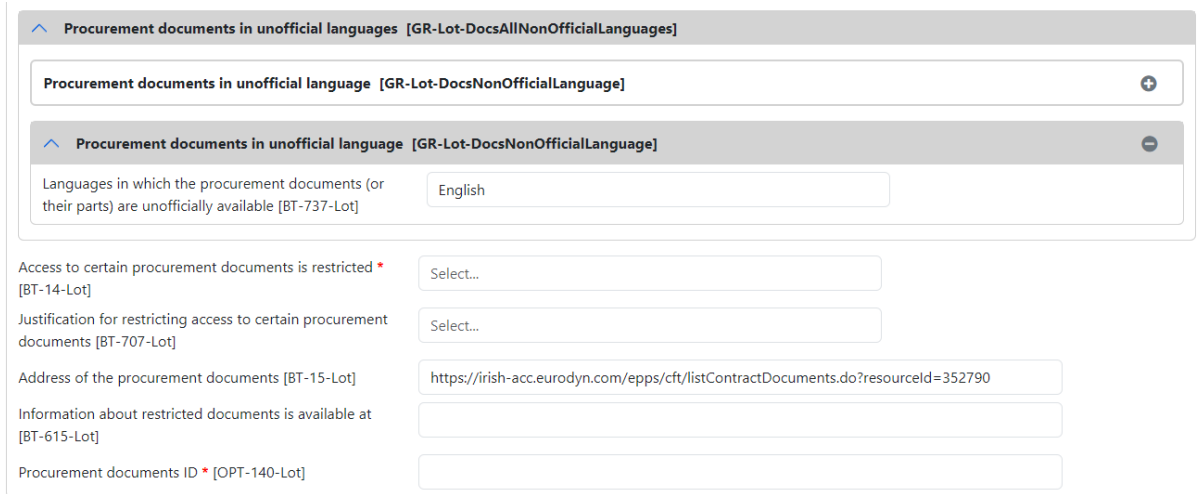 Procurement documents in unofficial languages [GR-Lot-DocsAllNonOfficialLanguages]
Procurement documents in unofficial language [GR-Lot-DocsNonOfficialLanguage]
Procurement documents in unofficial language [GR-Lot-DocsNonOfficialLanguage]
Languages in which the procurement documents (or
their parts) are unofficially available [BT-737-Lot]
English
Access to certain procurement documents is restricted *
[BT-14-Lot]
Select...
Justification for restricting access to certain procurement
documents [BT-707-Lot]
Select...
Address of the procurement documents [BT-15-Lot]
https://irish-acc.eurodyn.com/epps/cft/listContractDocuments.do?resourceId=352790
Information about restricted documents is available at
[BT-615-Lot]
Procurement documents ID * [OPT-140-Lot]